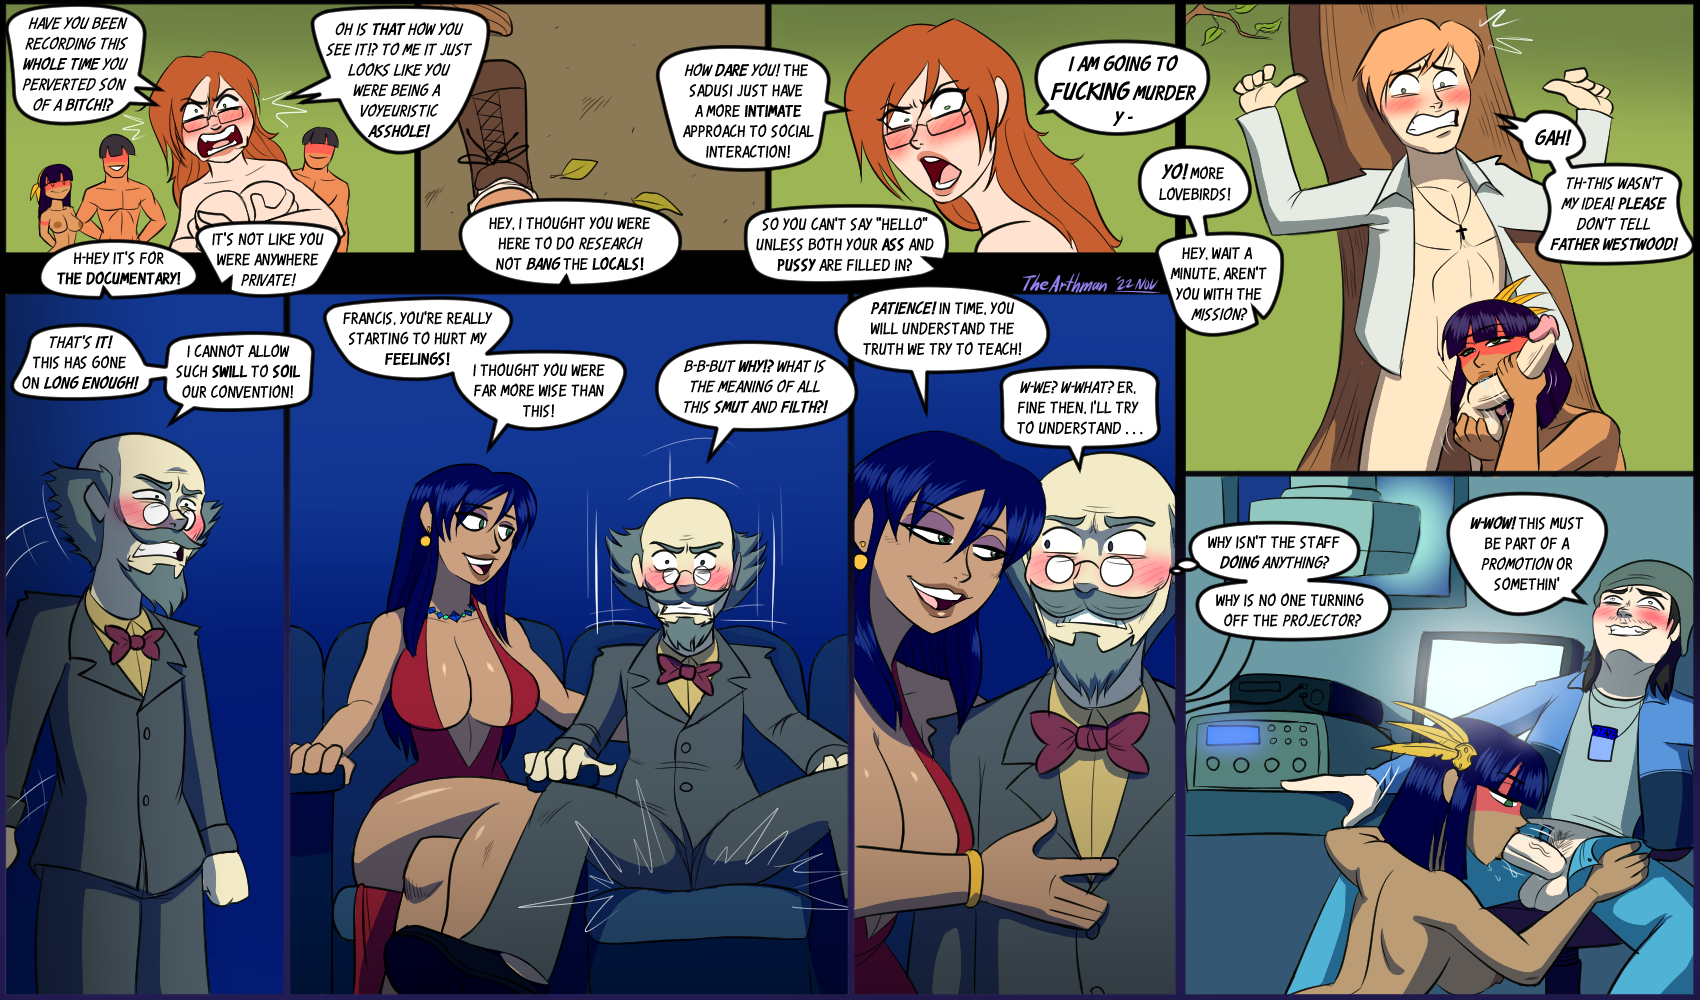 HAVE YOU BEEN
RECORDING THIS
WHOLE TIME YOU
PERVERTED SON
OF A BITCH!?
H-HEY IT'S FOR
THE DOCUMENTARY!
OH IS THAT HOW YOU
SEE IT!? TO ME IT JUST
LOOKS LIKE YOU
WERE BEING A
VOYEURISTIC
ASSHOLE!
IT'S NOT LIKE YOU
WERE ANYWHERE
PRIVATE!
HEY, I THOUGHT YOU WERE
HERE TO DO RESEARCH
NOT BANG THE LOCALS!
HOW DARE YOU! THE
SADUSI JUST HAVE
A MORE INTIMATE
APPROACH TO SOCIAL
INTERACTION!
SO YOU CAN'T SAY "HELLO"
UNLESS BOTH YOUR ASS AND
PUSSY ARE FILLED IN?
I AM GOING TO
FUCKING MURDER
Y -
YO! MORE
LOVEBIRDS!
HEY, WAIT A
MINUTE, AREN'T
YOU WITH THE
MISSION?
GAH!
TH-THIS WASN'T
MY IDEA! PLEASE
DON'T TELL
FATHER WESTWOOD!
TheArthman '22 NOV
THAT'S IT!
THIS HAS GONE
ON LONG ENOUGH!
I CANNOT ALLOW
SUCH SWILL TO SOIL
OUR CONVENTION!
FRANCIS, YOU'RE REALLY
STARTING TO HURT MY
FEELINGS!
I THOUGHT YOU WERE
FAR MORE WISE THAN
THIS!
B-B-BUT WHY!? WHAT IS
THE MEANING OF ALL
THIS SMUT AND FILTH?!
PATIENCE! IN TIME, YOU
WILL UNDERSTAND THE
TRUTH WE TRY TO TEACH!
W-WE? W-WHAT? ER,
FINE THEN, I'LL TRY
TO UNDERSTAND . . .
WHY ISN'T THE STAFF
DOING ANYTHING?
WHY IS NO ONE TURNING
OFF THE PROJECTOR?
W-WOW! THIS MUST
BE PART OF A
PROMOTION OR
SOMETHIN'